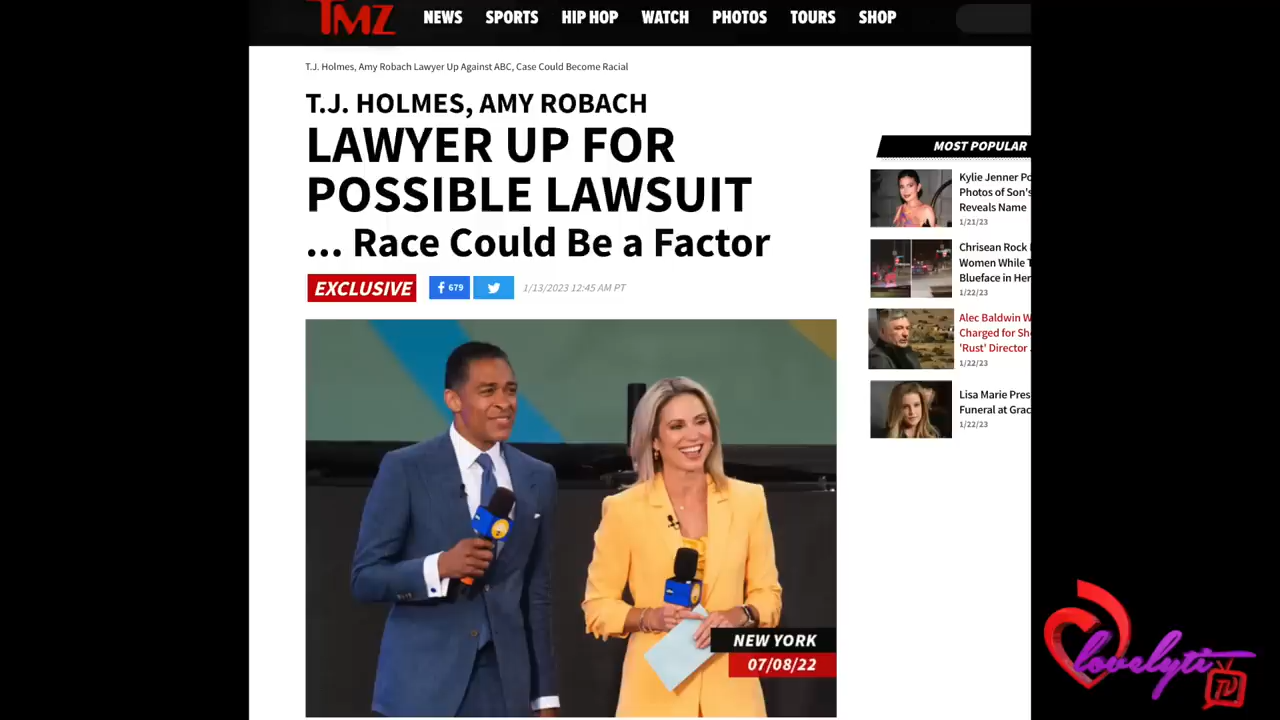 TMZ
NEWS SPORTS HIP HOP WATCH PHOTOS TOURS SHOP
T.J. Holmes, Amy Robach Lawyer Up Against ABC, Case Could Become Racial
T.J. HOLMES, AMY ROBACH
LAWYER UP FOR
POSSIBLE LAWSUIT
... Race Could Be a Factor
EXCLUSIVE
679
1/13/2023 12:45 AM PT
NEW YORK
07/08/22
MOST POPULAR
Kylie Jenner Po
Photos of Son's
Reveals Name
1/21/23
Chrisean Rock
Women While T
Blueface in Her
1/22/23
Alec Baldwin W
Charged for Sh
'Rust' Director
1/22/23
Lisa Marie Pres
Funeral at Grac
1/22/23
Lovelyti
TV